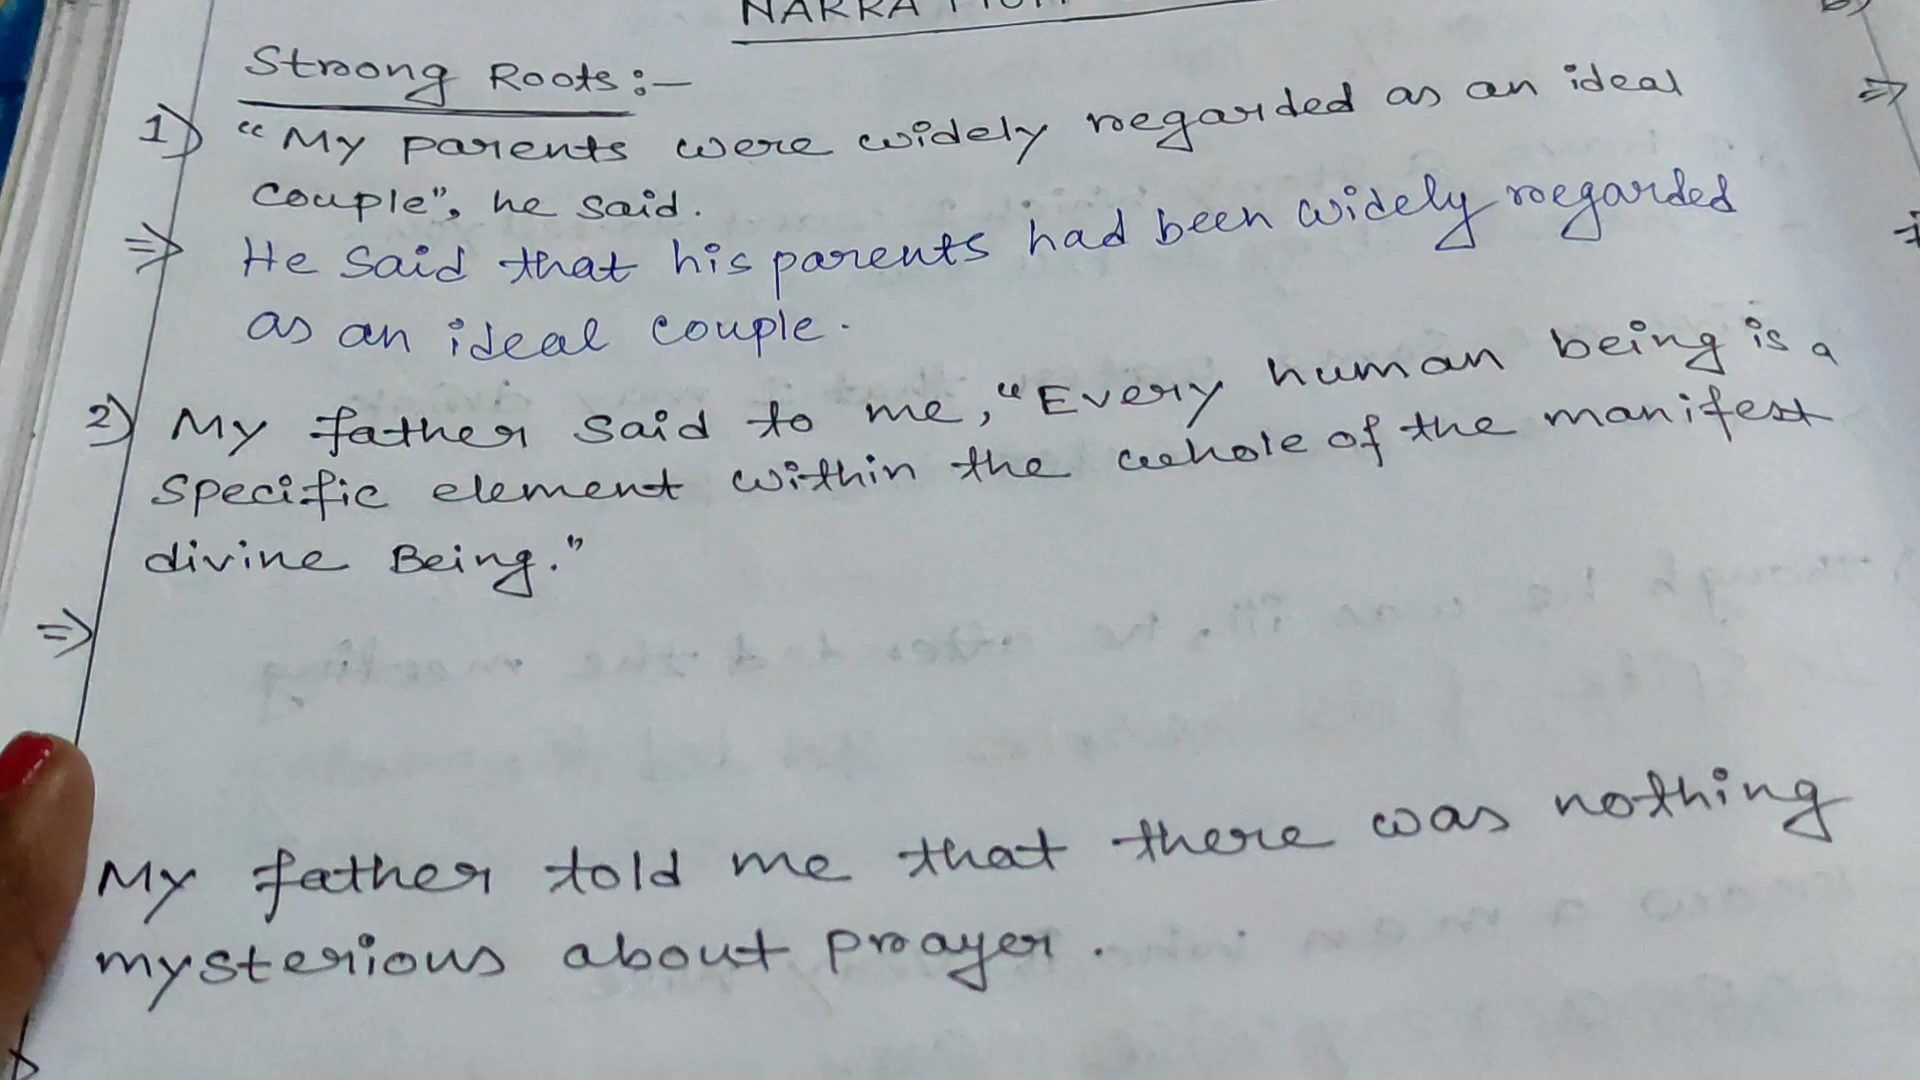 Strong Roots:-
1) "My parents were widely regarded as an ideal
couple", he said.
=> He said that his parents had been widely regarded
as an ideal couple.
2) My father said to me, "Every human being is a
specific element within the whole of the manifest
divine Being."
=>
My father told me that there was nothing
mysterious about prayer.